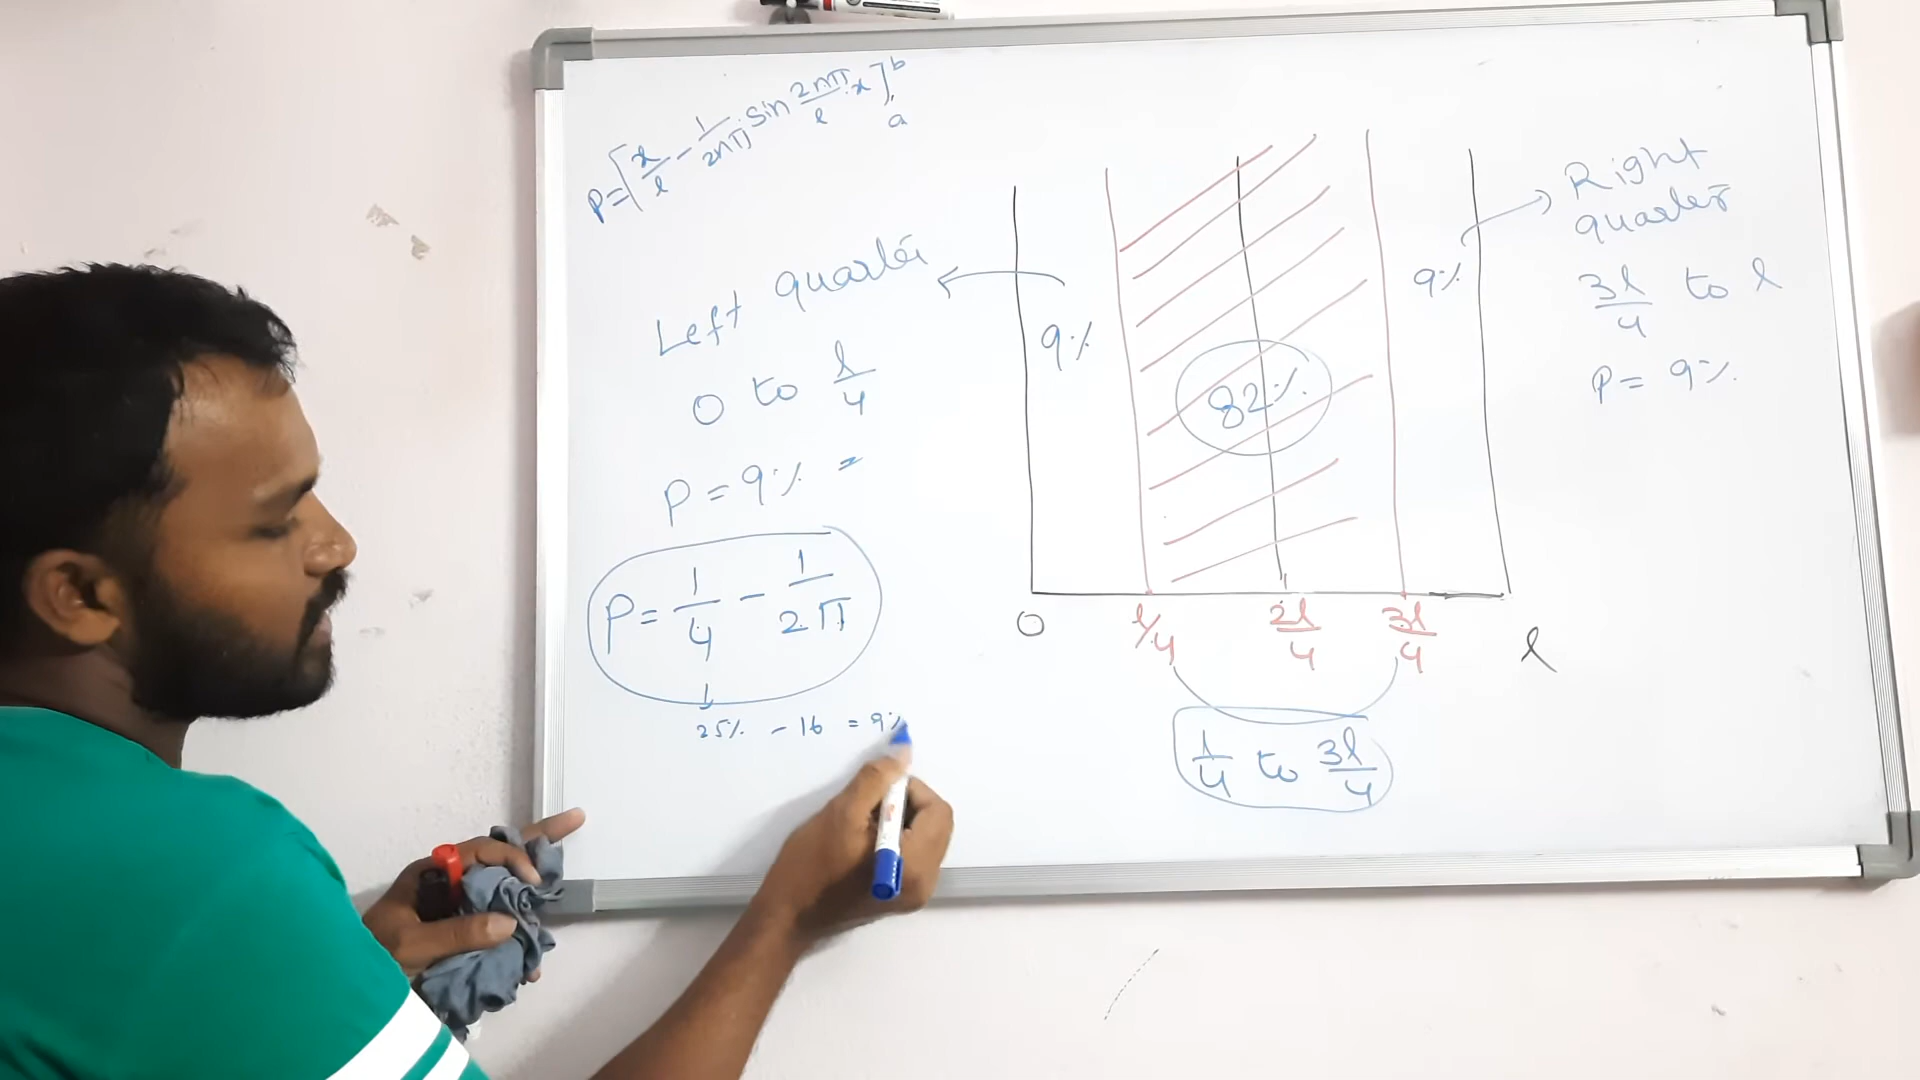 P=[x/l - 1/2nπ sin 2nπ/l x]ᵇₐ
Left quarter
0 to l/4
P = 9% =
P = 1/4 - 1/2π
25% - 16 = 9%
9%
82%
9%
0
l/4
2l/4
3l/4
l
l/4 to 3l/4
Right
quarter
3l/4 to l
P = 9%